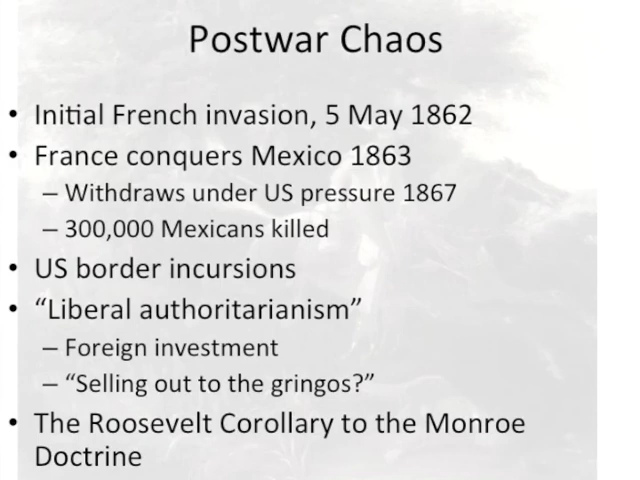 Postwar Chaos
• Initial French invasion, 5 May 1862
• France conquers Mexico 1863
– Withdraws under US pressure 1867
– 300,000 Mexicans killed
• US border incursions
• “Liberal authoritarianism”
– Foreign investment
– “Selling out to the gringos?”
• The Roosevelt Corollary to the Monroe
Doctrine